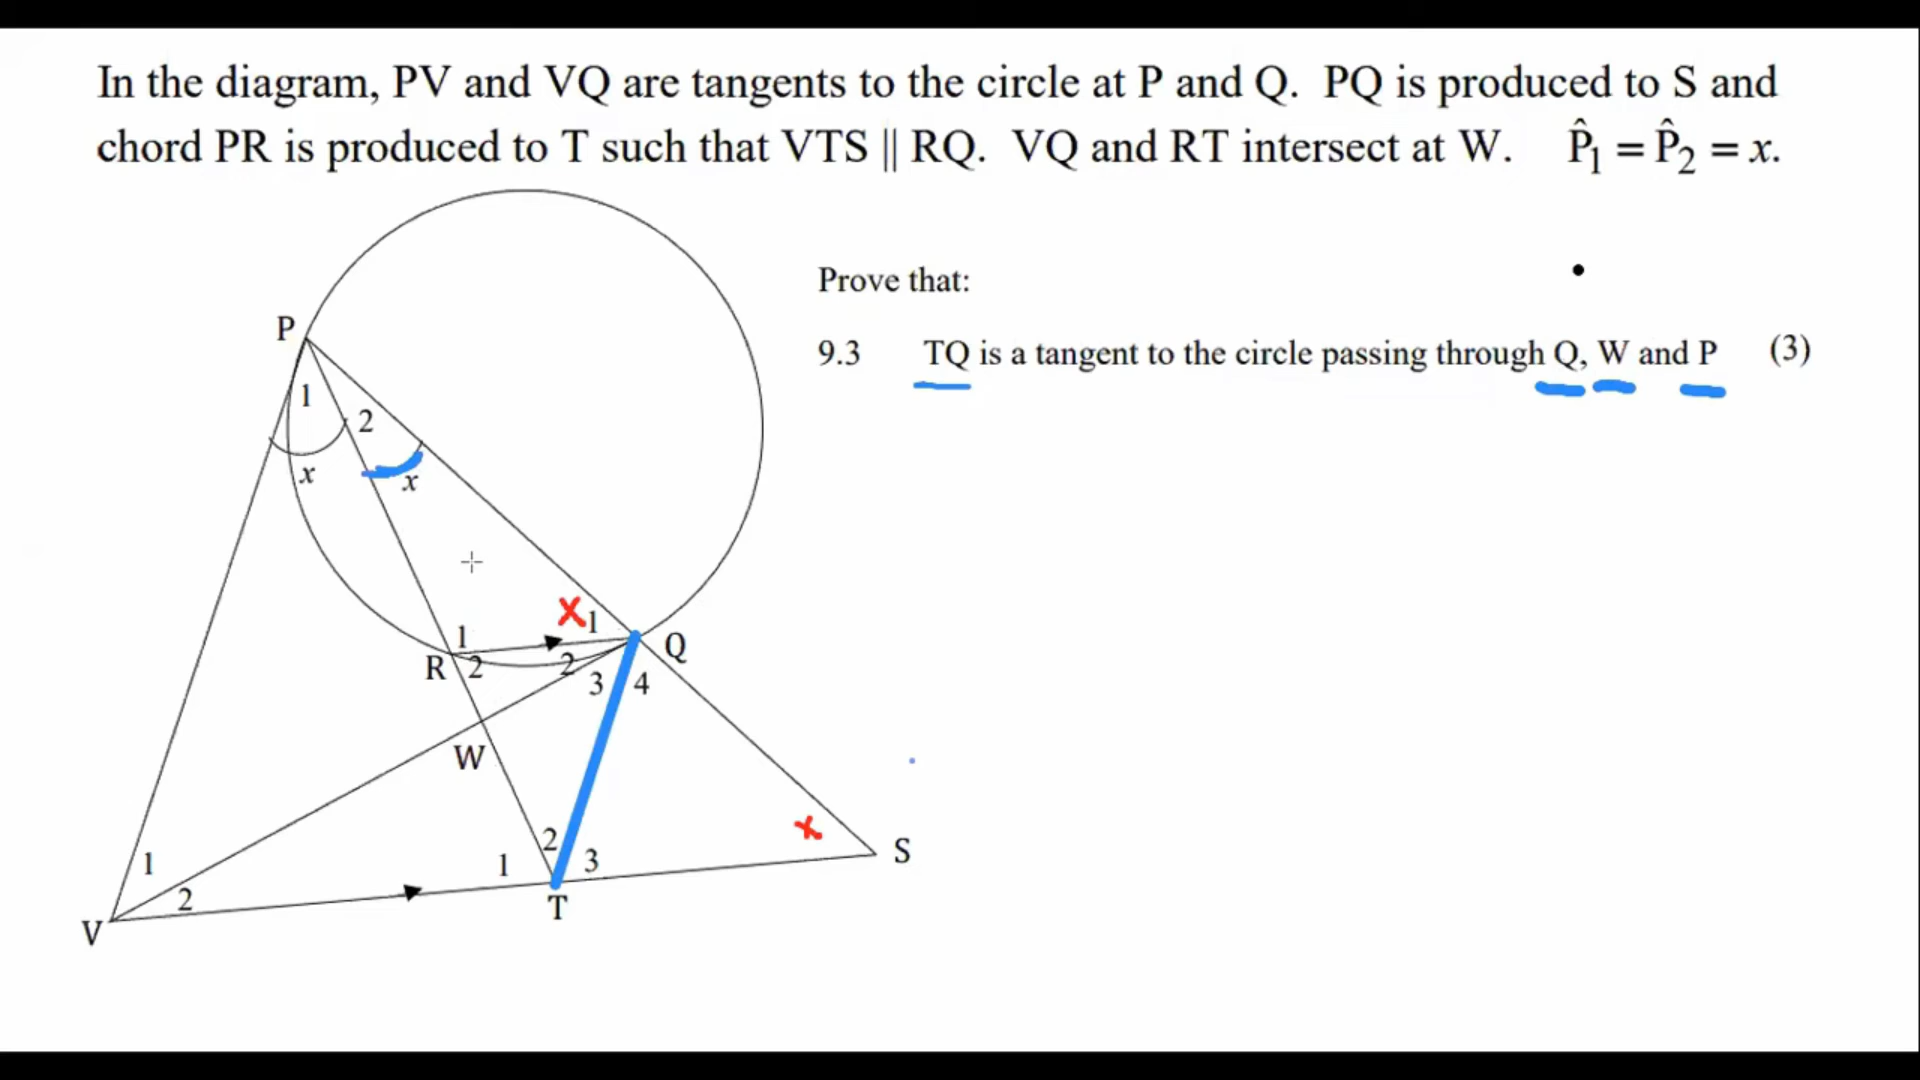 In the diagram, PV and VQ are tangents to the circle at P and Q. PQ is produced to S and
chord PR is produced to T such that VTS || RQ. VQ and RT intersect at W. P̂₁ = P̂₂ = x.
Prove that:
9.3 TQ is a tangent to the circle passing through Q, W and P (3)
P
1
2
x
x
x 1
1
R 2
2
Q
3 4
W
2
x
1
3
S
1
2
T
V